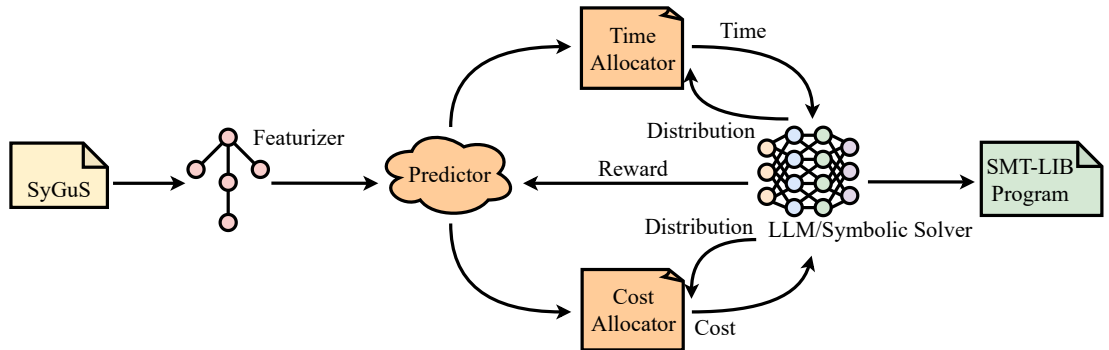 SyGuS
Featurizer
Predictor
Time
Allocator
Time
Distribution
Reward
Distribution
LLM/Symbolic Solver
Cost
Allocator
Cost
SMT-LIB
Program